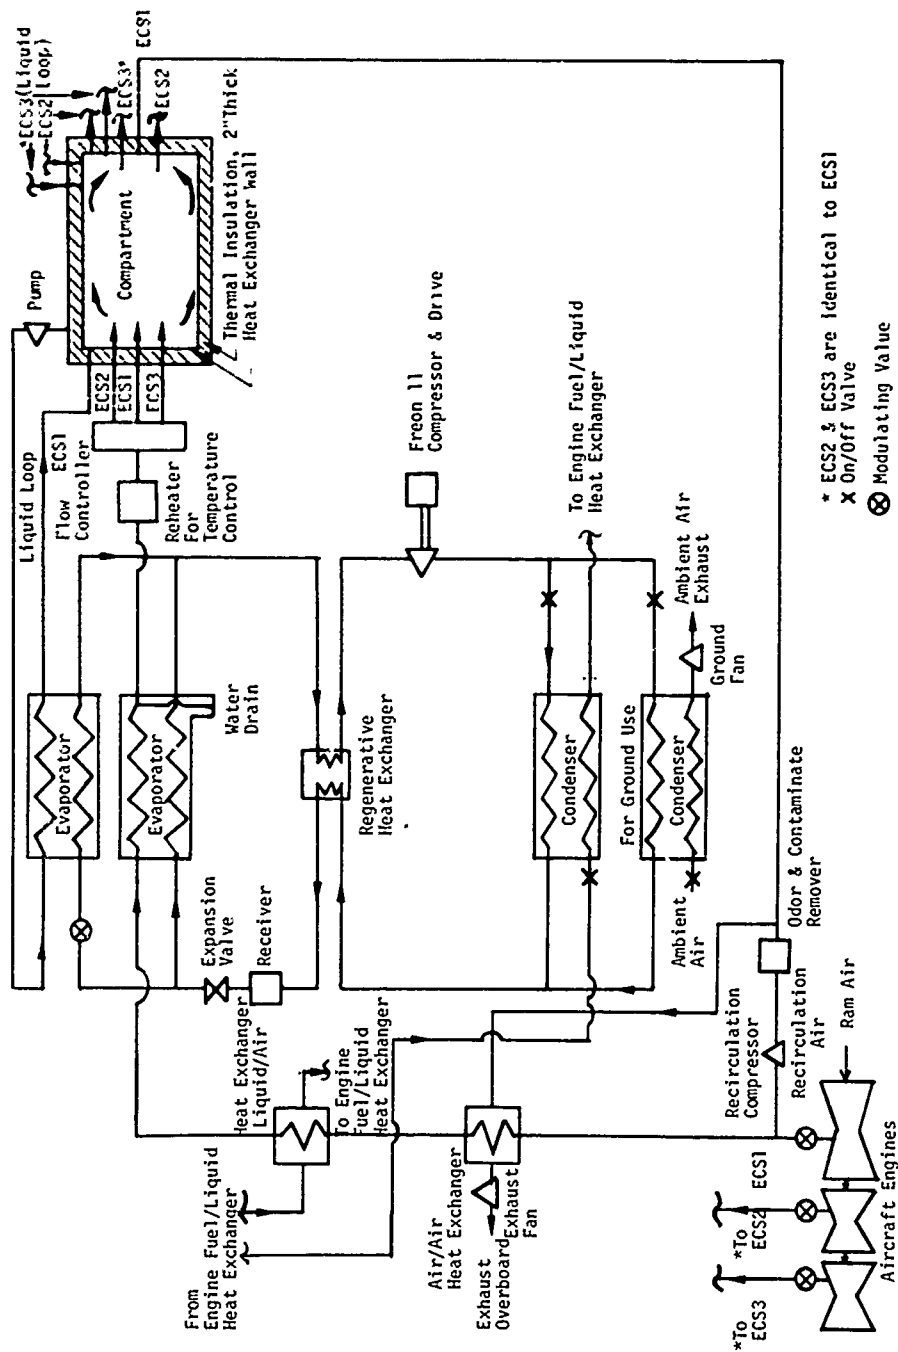 *ECS3(Liquid
ECS2 Loop)
ECS3*
ECS2
ECS1
Pump
Compartment
Thermal Insulation, 2"Thick
Heat Exchanger Wall
Liquid Loop
ECS1
Flow
Controller
ECS2
ECS1
ECS3
Reheater
For
Temperature
Control
Evaporator
Evaporator
Water
Drain
Expansion
Valve
Receiver
Regenerative
Heat Exchanger
Freon 11
Compressor & Drive
To Engine Fuel/Liquid
Heat Exchanger
Condenser
For Ground Use
Condenser
Ambient Air
Exhaust
Ground
Fan
Ambient
Air
Heat Exchanger
Liquid/Air
To Engine
Fuel/Liquid
Heat Exchanger
From
Engine Fuel/Liquid
Heat Exchanger
Air/Air
Heat Exchanger
Exhaust
Overboard
Exhaust
Fan
Odor & Contaminate
Remover
Recirculation
Compressor
Recirculation
Air
Ram Air
ECS1
*To
ECS2
*To
ECS3
Aircraft Engines
* ECS2 & ECS3 are identical to ECS1
X On/Off Valve
Modulating Value